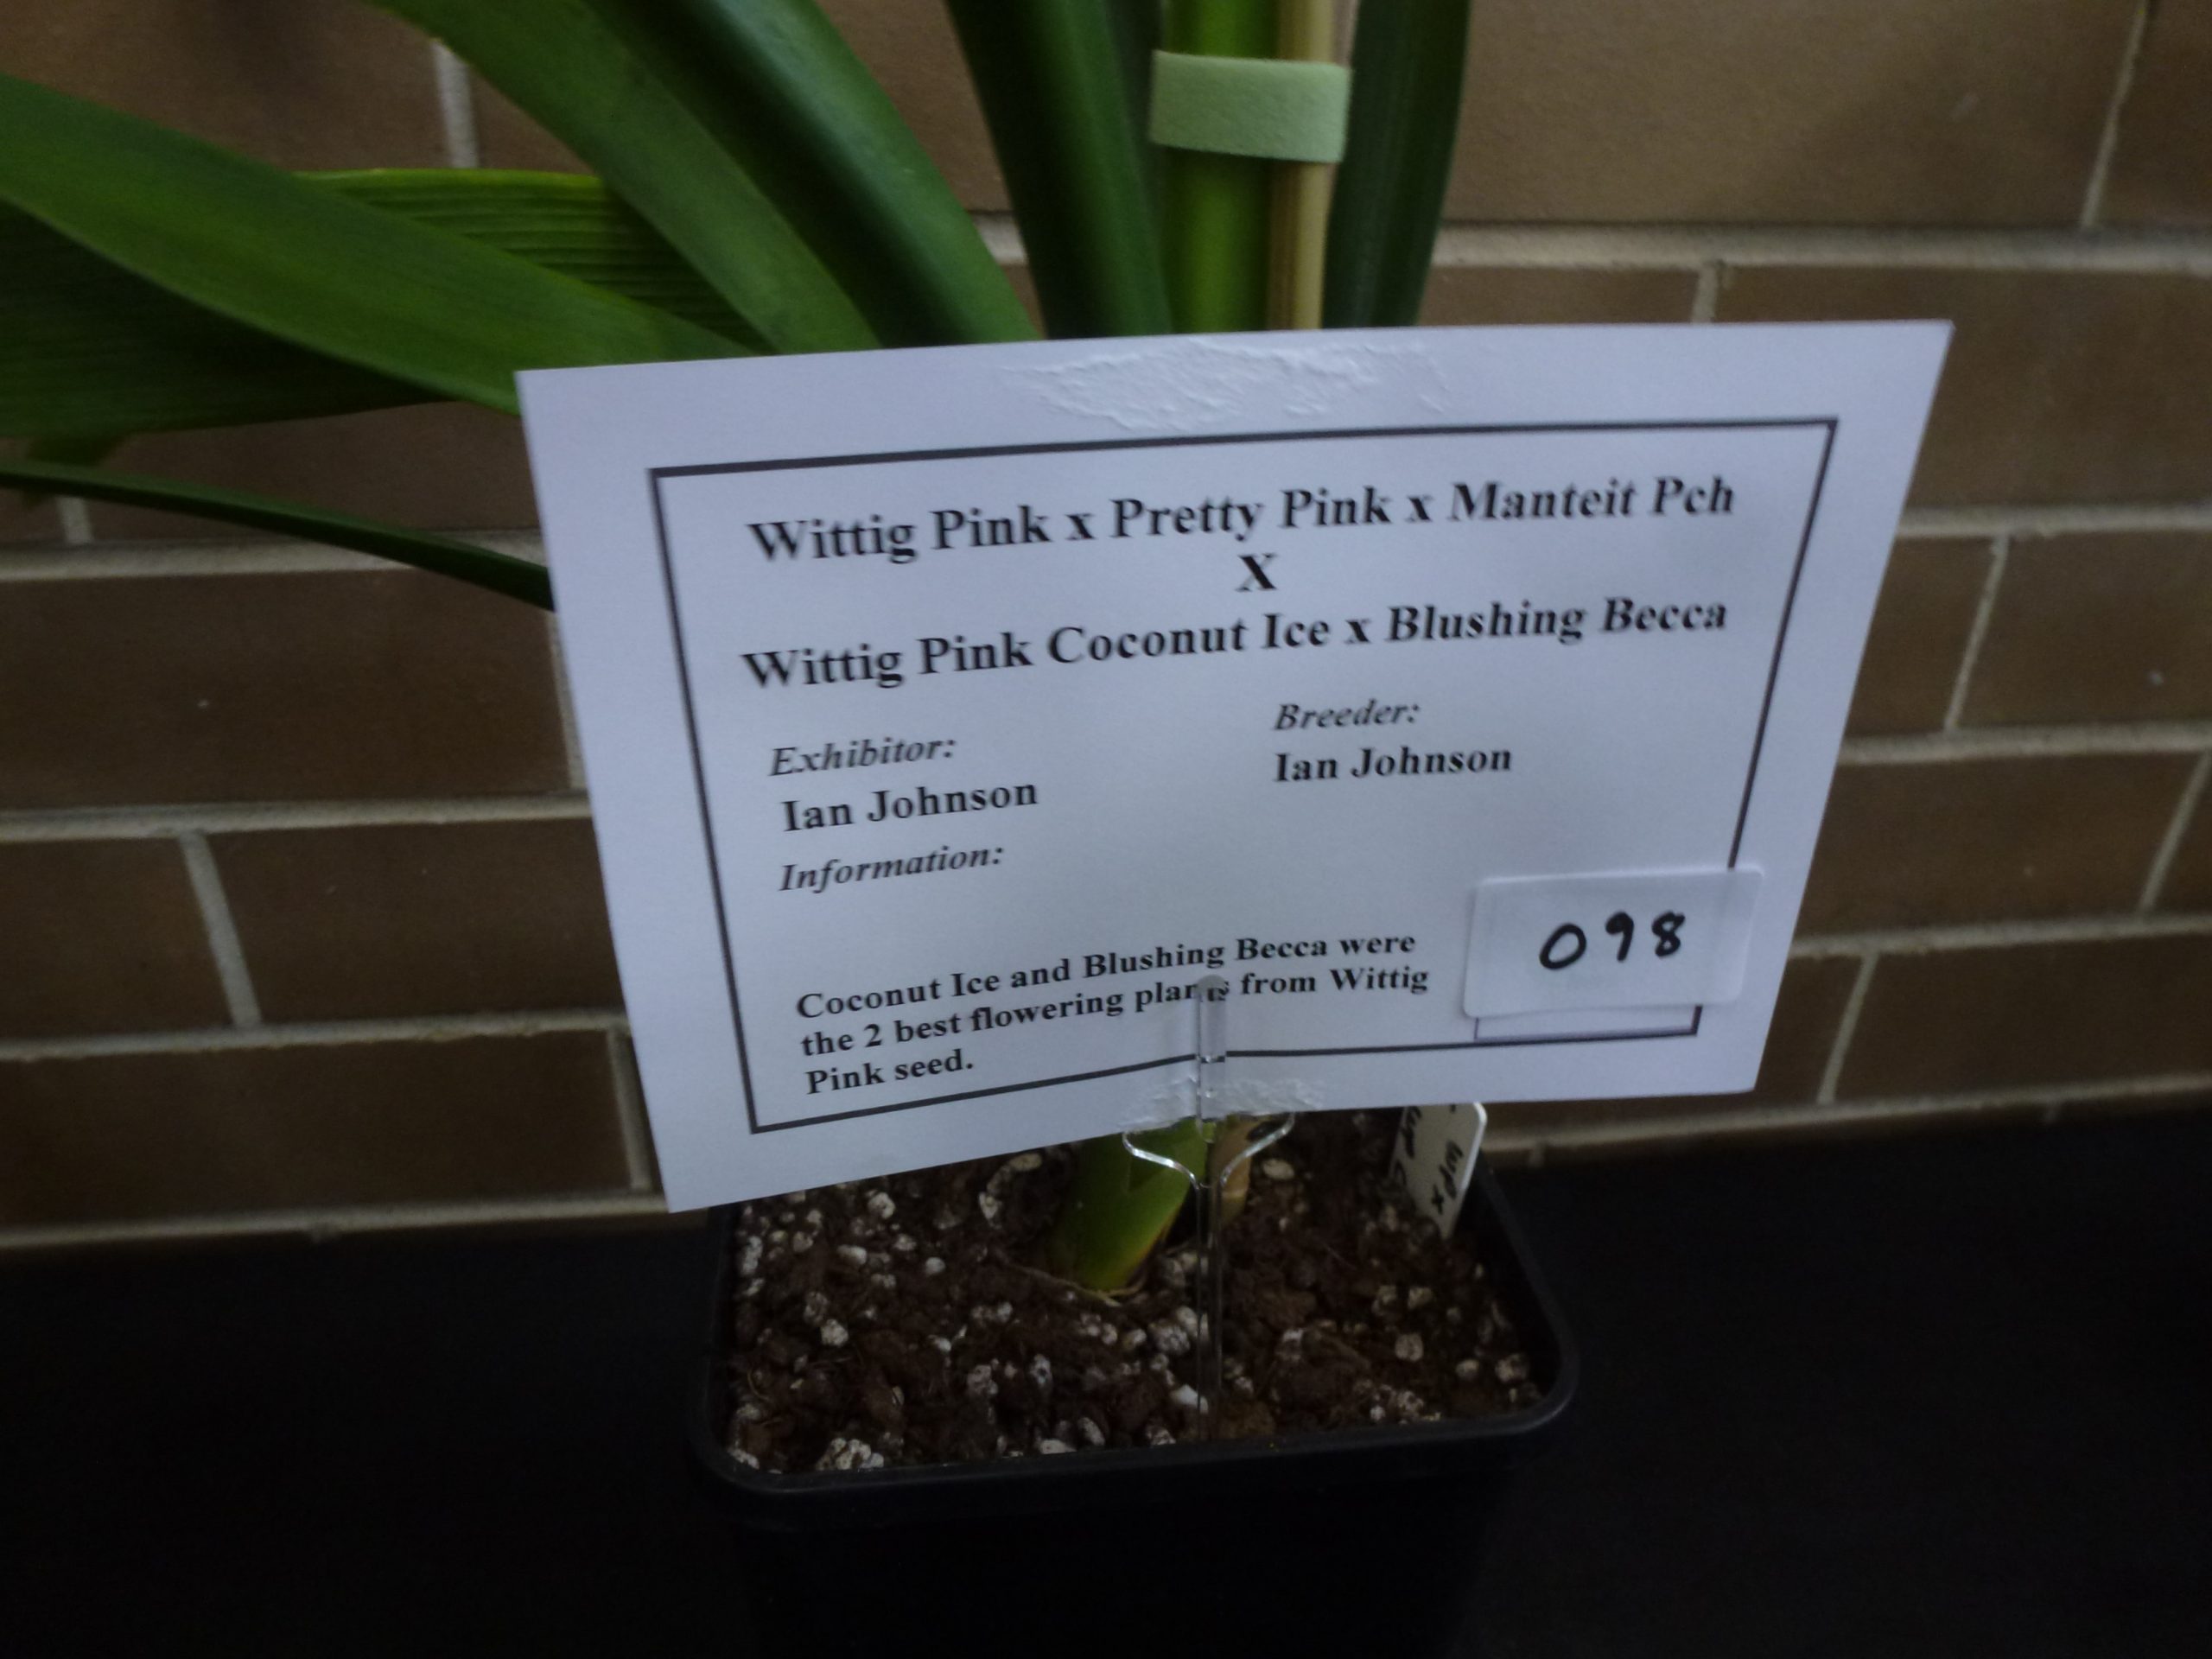 Wittig Pink x Pretty Pink x Manteit Pch
X
Wittig Pink Coconut Ice x Blushing Becca
Exhibitor:
Ian Johnson
Breeder:
Ian Johnson
Information:
Coconut Ice and Blushing Becca were
the 2 best flowering plants from Wittig
Pink seed.
098
WP x